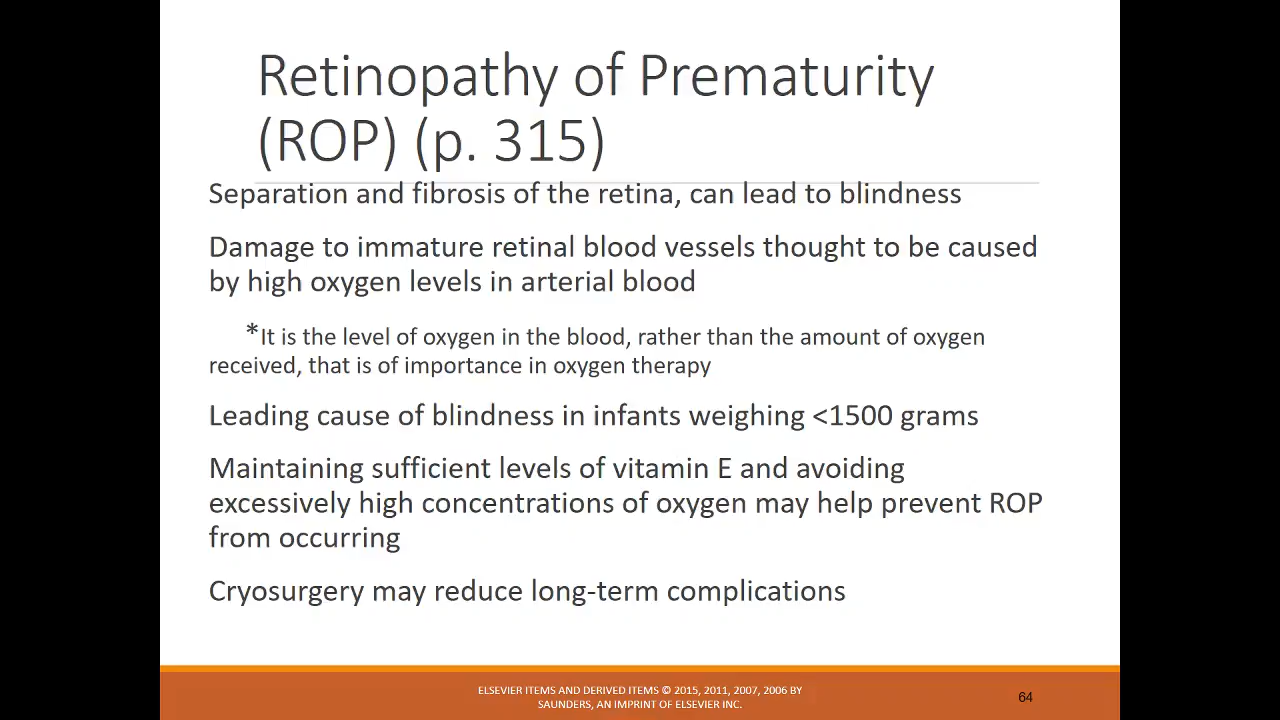 Retinopathy of Prematurity
(ROP) (p. 315)
Separation and fibrosis of the retina, can lead to blindness
Damage to immature retinal blood vessels thought to be caused
by high oxygen levels in arterial blood
*It is the level of oxygen in the blood, rather than the amount of oxygen
received, that is of importance in oxygen therapy
Leading cause of blindness in infants weighing <1500 grams
Maintaining sufficient levels of vitamin E and avoiding
excessively high concentrations of oxygen may help prevent ROP
from occurring
Cryosurgery may reduce long-term complications
ELSEVIER ITEMS AND DERIVED ITEMS © 2015, 2011, 2007, 2006 BY
SAUNDERS, AN IMPRINT OF ELSEVIER INC.
64